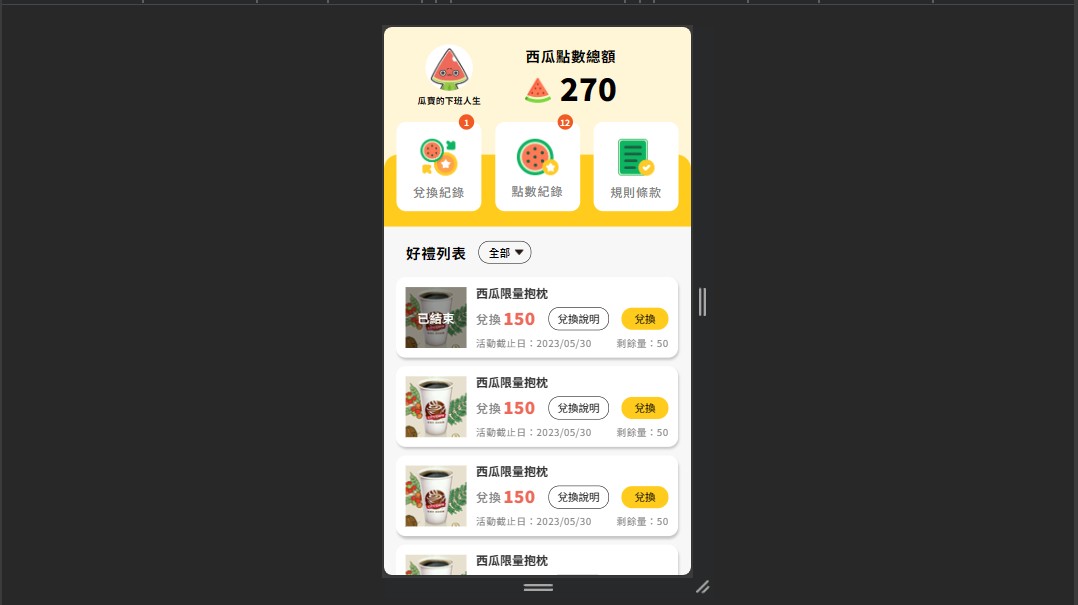 西瓜點數總額
270
瓜寶的下班人生
1
12
兌換紀錄
點數紀錄
規則條款
好禮列表
全部
已結束
西瓜限量抱枕
兌換 150
兌換說明
兌換
活動截止日：2023/05/30
剩餘量：50
西瓜限量抱枕
兌換 150
兌換說明
兌換
活動截止日：2023/05/30
剩餘量：50
西瓜限量抱枕
兌換 150
兌換說明
兌換
活動截止日：2023/05/30
剩餘量：50
西瓜限量抱枕